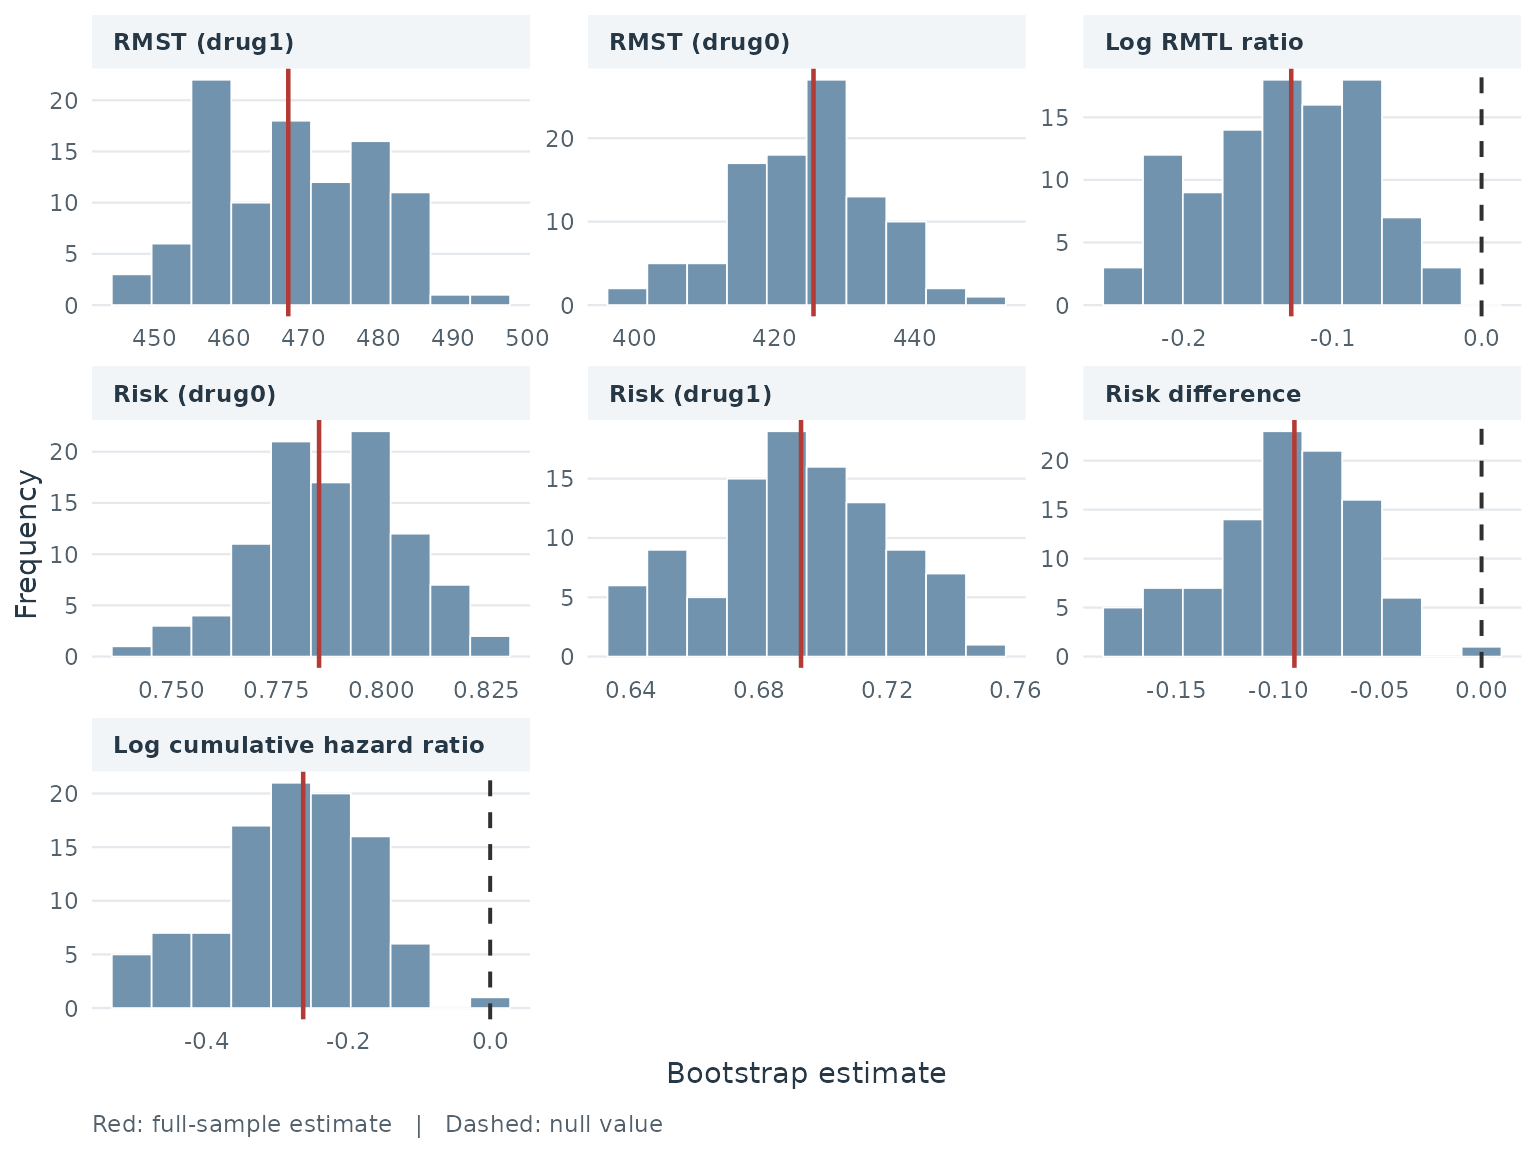 RMST (drug1)
RMST (drug0)
Log RMTL ratio
20
15
10
5
0
20
10
0
15
10
5
0
450 460 470 480 490 500
400 420 440
-0.2 -0.1 0.0
Risk (drug0)
Risk (drug1)
Risk difference
20
15
10
5
0
15
10
5
0
20
15
10
5
0
0.750 0.775 0.800 0.825
0.64 0.68 0.72 0.76
-0.15 -0.10 -0.05 0.00
Frequency
Log cumulative hazard ratio
20
15
10
5
0
-0.4 -0.2 0.0
Bootstrap estimate
Red: full-sample estimate | Dashed: null value